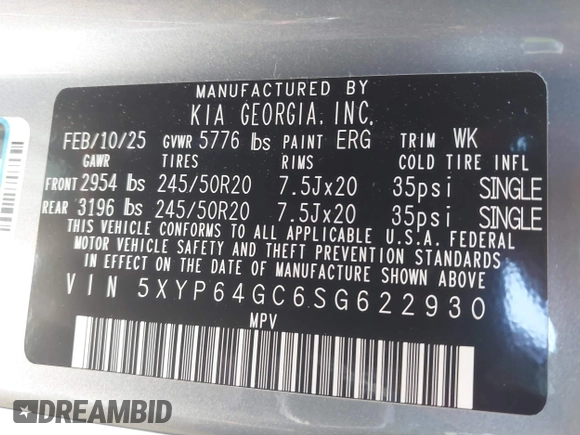 MANUFACTURED BY
KIA GEORGIA, INC.
FEB/10/25 GVWR 5776 lbs PAINT ERG TRIM WK
GAWR TIRES RIMS COLD TIRE INFL
FRONT 2954 lbs 245/50R20 7.5Jx20 35psi SINGLE
REAR 3196 lbs 245/50R20 7.5Jx20 35psi SINGLE
THIS VEHICLE CONFORMS TO ALL APPLICABLE U.S.A. FEDERAL
MOTOR VEHICLE SAFETY AND THEFT PREVENTION STANDARDS
IN EFFECT ON THE DATE OF MANUFACTURE SHOWN ABOVE.
VIN 5XYP64GC6SG622930
MPV
DREAMBID